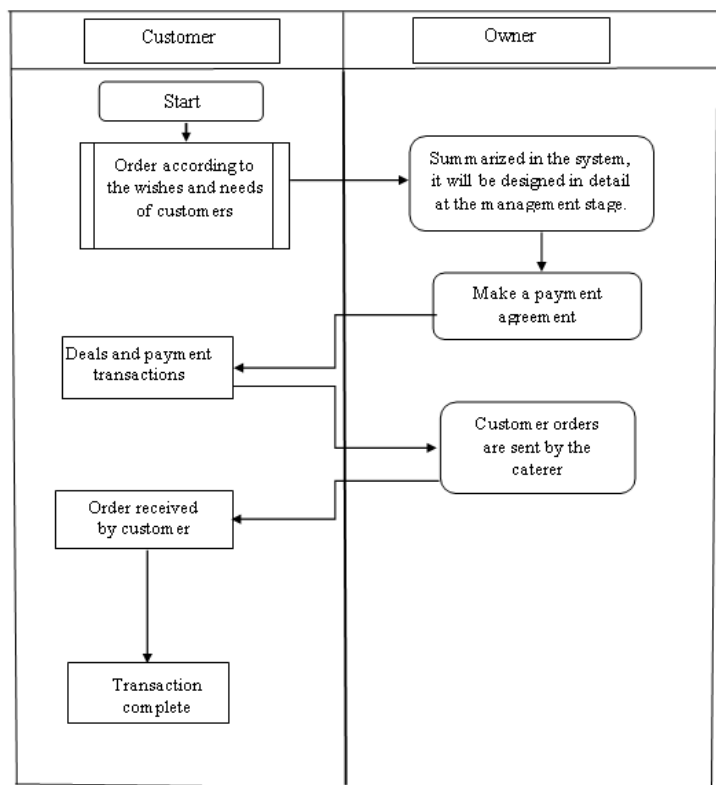 Customer
Owner
Start
Order according to
the wishes and needs
of customers
Summarized in the system,
it will be designed in detail
at the management stage.
Make a payment
agreement
Deals and payment
transactions
Customer orders
are sent by the
caterer
Order received
by customer
Transaction
complete